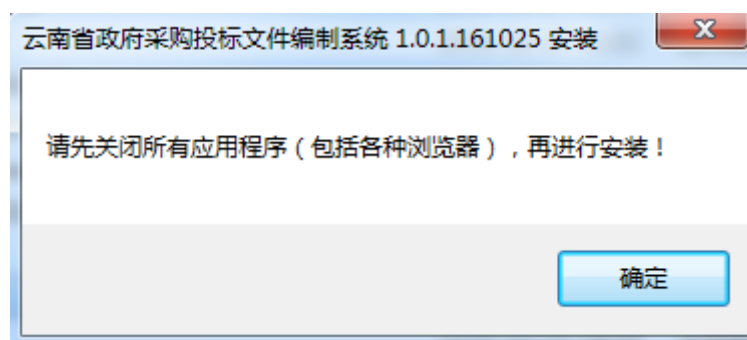 云南省政府采购投标文件编制系统 1.0.1.161025 安装
请先关闭所有应用程序（包括各种浏览器），再进行安装！
确定